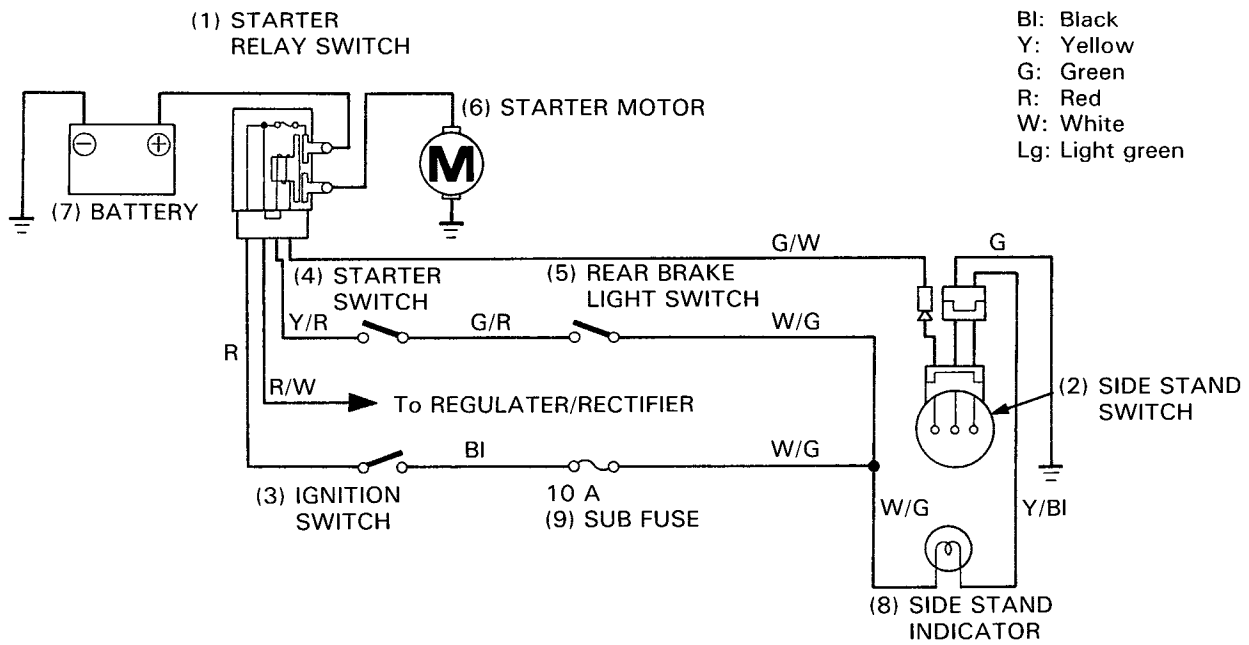 (1) STARTER
RELAY SWITCH
Bl: Black
Y: Yellow
G: Green
R: Red
W: White
Lg: Light green
(6) STARTER MOTOR
M
(7) BATTERY
G/W
G
(4) STARTER
SWITCH
(5) REAR BRAKE
LIGHT SWITCH
Y/R
G/R
W/G
R
R/W
To REGULATER/RECTIFIER
(2) SIDE STAND
SWITCH
Bl
W/G
(3) IGNITION
SWITCH
10 A
(9) SUB FUSE
W/G
Y/Bl
(8) SIDE STAND
INDICATOR